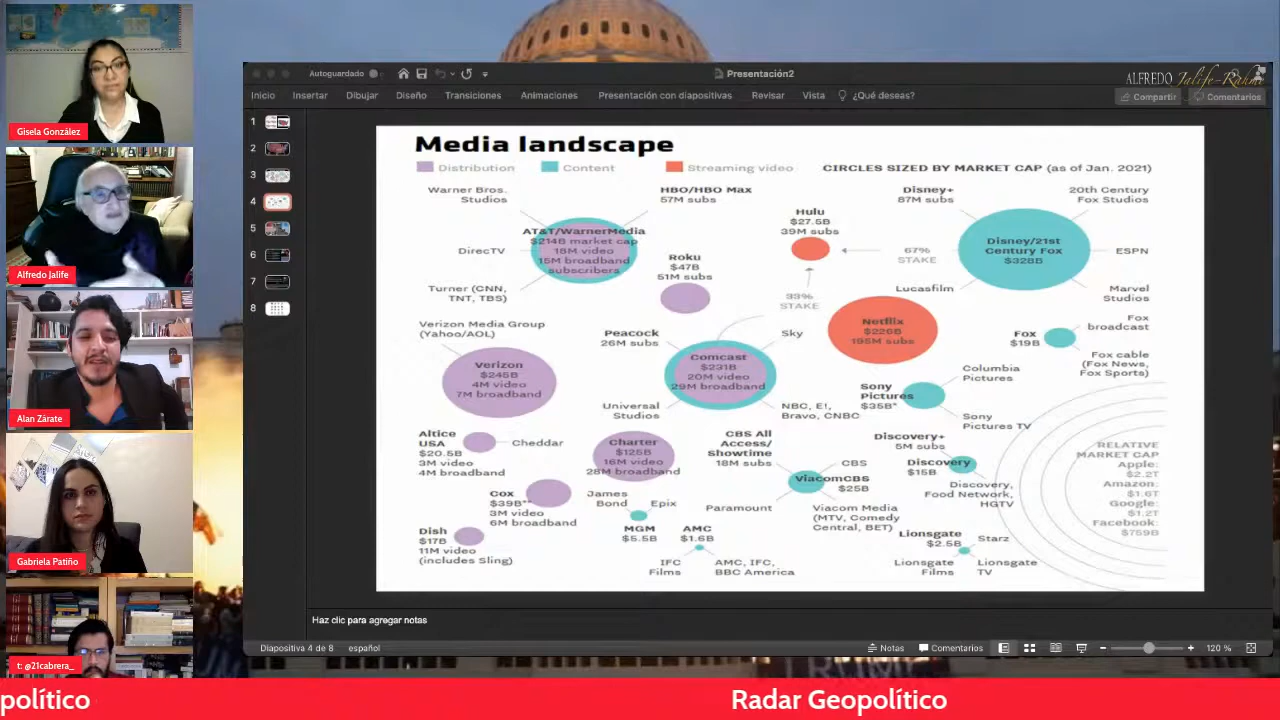 Gisela González
Alfredo Jalife
Alan Zárate
Gabriela Patiño
t: @21cabrera_
Autoguardado
Presentación2
ALFREDO Jalife-Rahme
Inicio
Insertar
Dibujar
Diseño
Transiciones
Animaciones
Presentación con diapositivas
Revisar
Vista
¿Qué deseas?
Compartir
Comentarios
1
2
3
4
5
6
7
8
Media landscape
Distribution
Content
Streaming video
CIRCLES SIZED BY MARKET CAP (as of Jan. 2021)
Warner Bros.
Studios
HBO/HBO Max
57M subs
DirecTV
AT&T/WarnerMedia
$214B market cap
18M video
15M broadband
subscribers
Turner (CNN,
TNT, TBS)
Roku
$47B
51M subs
Hulu
$27.5B
39M subs
67%
STAKE
33%
STAKE
Disney+
87M subs
20th Century
Fox Studios
Disney/21st
Century Fox
$328B
ESPN
Lucasfilm
Marvel
Studios
Verizon Media Group
(Yahoo/AOL)
Verizon
$245B
4M video
7M broadband
Peacock
26M subs
Sky
Comcast
$231B
20M video
29M broadband
Universal
Studios
NBC, E!,
Bravo, CNBC
Netflix
$226B
195M subs
Fox
$19B
Fox
broadcast
Fox cable
(Fox News,
Fox Sports)
Sony
Pictures
$35B*
Columbia
Pictures
Sony
Pictures TV
Altice
USA
$20.5B
3M video
4M broadband
Cheddar
Charter
$125B
16M video
28M broadband
CBS All
Access/
Showtime
18M subs
CBS
ViacomCBS
$25B
Paramount
Viacom Media
(MTV, Comedy
Central, BET)
Discovery+
5M subs
Discovery
$15B
Discovery,
Food Network,
HGTV
RELATIVE
MARKET CAP
Apple:
$2.2T
Amazon:
$1.6T
Google:
$1.2T
Facebook:
$759B
Cox
$39B**
3M video
6M broadband
James
Bond
Epix
MGM
$5.5B
AMC
$1.6B
IFC
Films
AMC, IFC,
BBC America
Dish
$17B
11M video
(includes Sling)
Lionsgate
$2.5B
Starz
Lionsgate
Films
Lionsgate
TV
Haz clic para agregar notas
Diapositiva 4 de 8
español
Notas
Comentarios
120 %
político
Radar Geopolítico